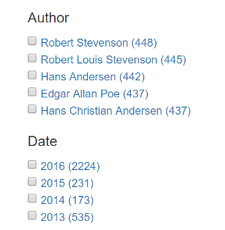 Author
Robert Stevenson (448)
Robert Louis Stevenson (445)
Hans Andersen (442)
Edgar Allan Poe (437)
Hans Christian Andersen (437)
Date
2016 (2224)
2015 (231)
2014 (173)
2013 (535)